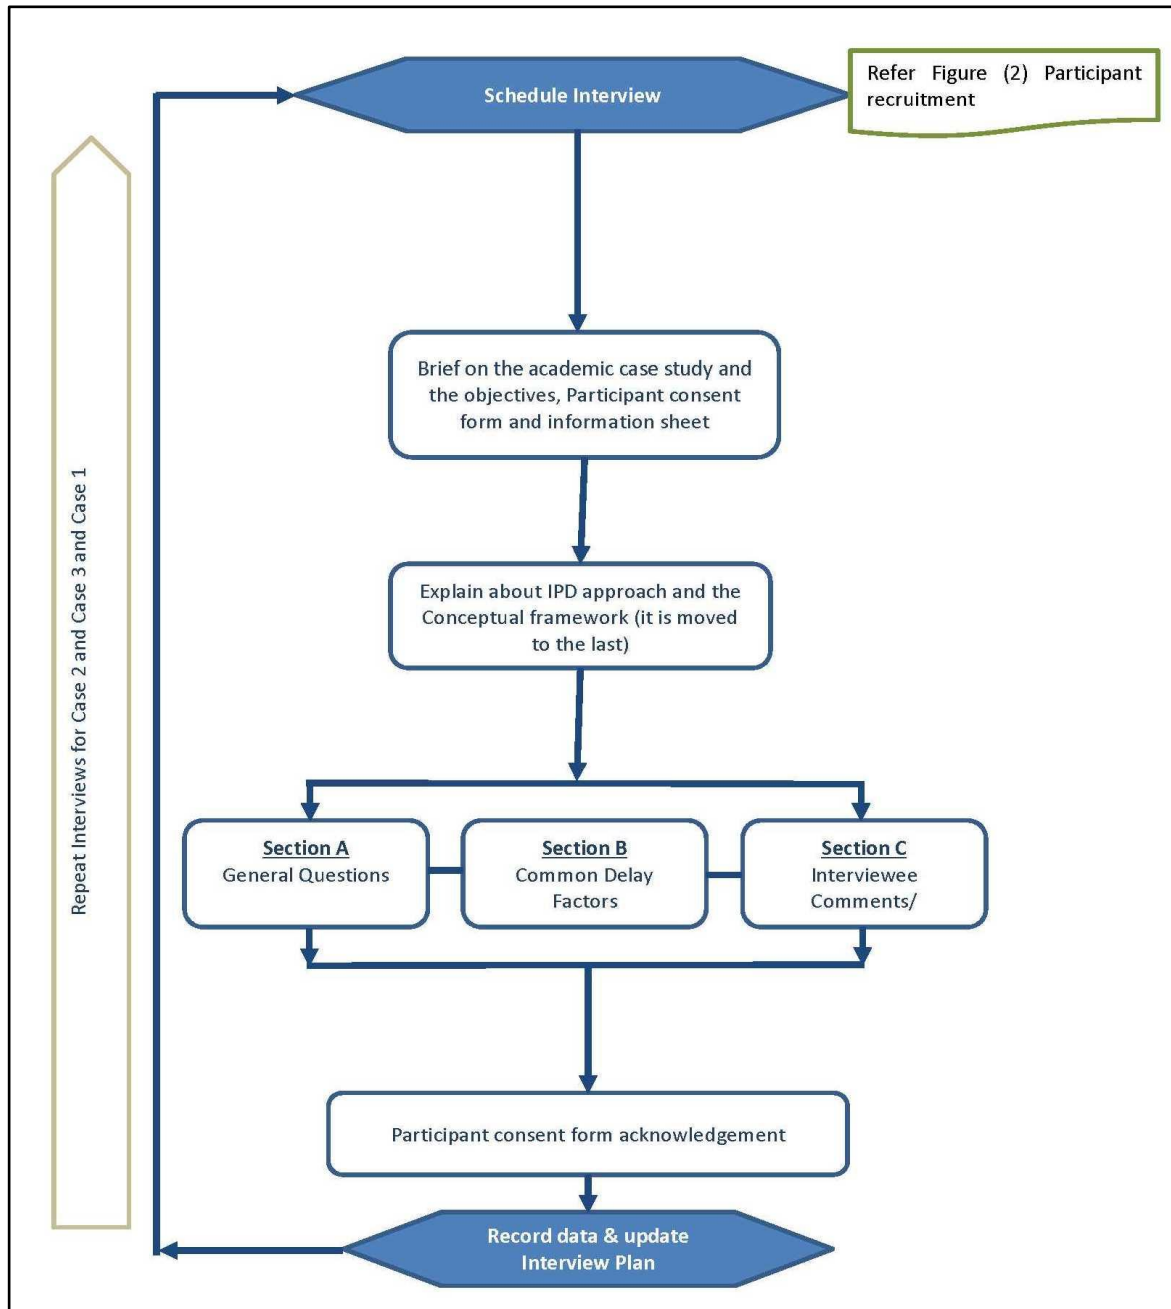 Schedule Interview
Refer Figure (2) Participant
recruitment
Brief on the academic case study and
the objectives, Participant consent
form and information sheet
Explain about IPD approach and the
Conceptual framework (it is moved
to the last)
Repeat Interviews for Case 2 and Case 3 and Case 1
Section A
General Questions
Section B
Common Delay
Factors
Section C
Interviewee
Comments/
Participant consent form acknowledgement
Record data & update
Interview Plan